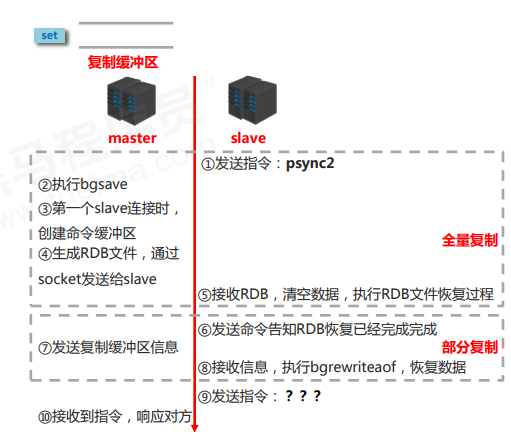 set
复制缓冲区
master
slave
①发送指令：psync2
②执行bgsave
③第一个slave连接时，
创建命令缓冲区
④生成RDB文件，通过
socket发送给slave
全量复制
⑤接收RDB，清空数据，执行RDB文件恢复过程
⑥发送命令告知RDB恢复已经完成完成
⑦发送复制缓冲区信息
部分复制
⑧接收信息，执行bgrewriteaof，恢复数据
⑨发送指令：？？？
⑩接收到指令，响应对方